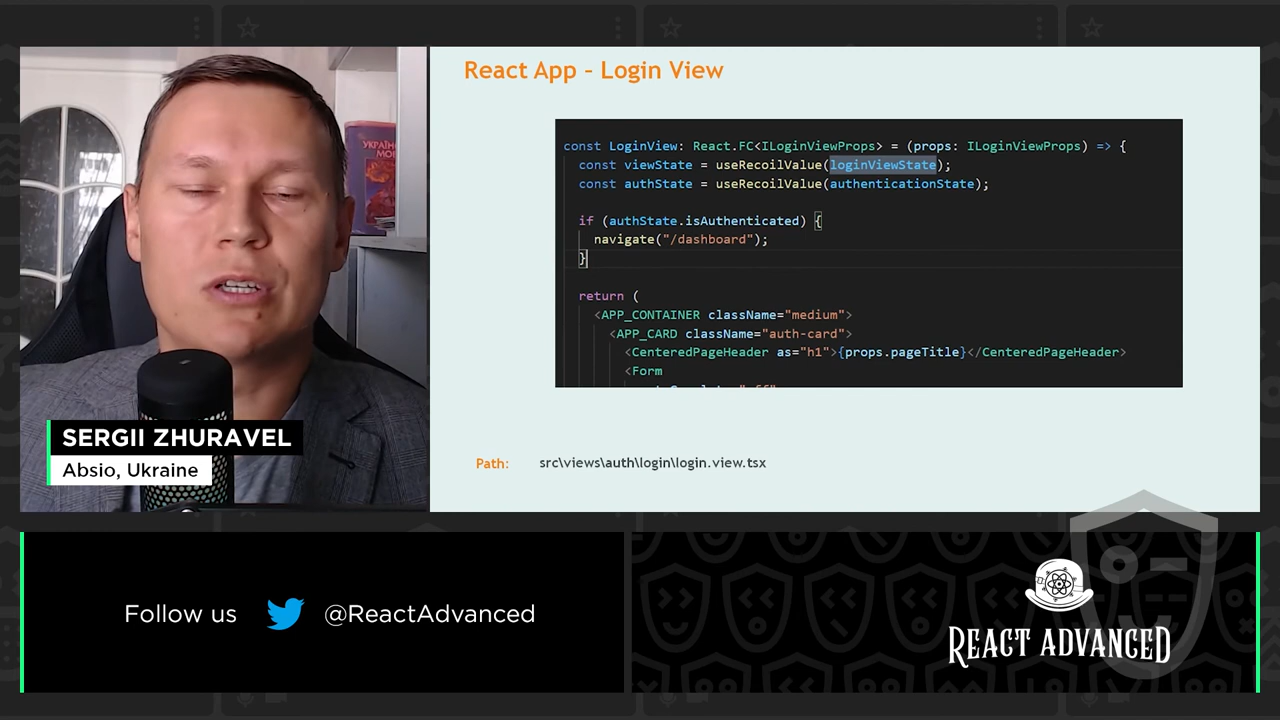 React App - Login View
const LoginView: React.FC<ILoginViewProps> = (props: ILoginViewProps) => {
const viewState = useRecoilValue(loginViewState);
const authState = useRecoilValue(authenticationState);
if (authState.isAuthenticated) {
navigate("/dashboard");
}
return (
<APP_CONTAINER className="medium">
<APP_CARD className="auth-card">
<CenteredPageHeader as="h1">{props.pageTitle}</CenteredPageHeader>
<Form
Path: src\views\auth\login\login.view.tsx
SERGII ZHURAVEL
Absio, Ukraine
Follow us @ReactAdvanced
REACT ADVANCED